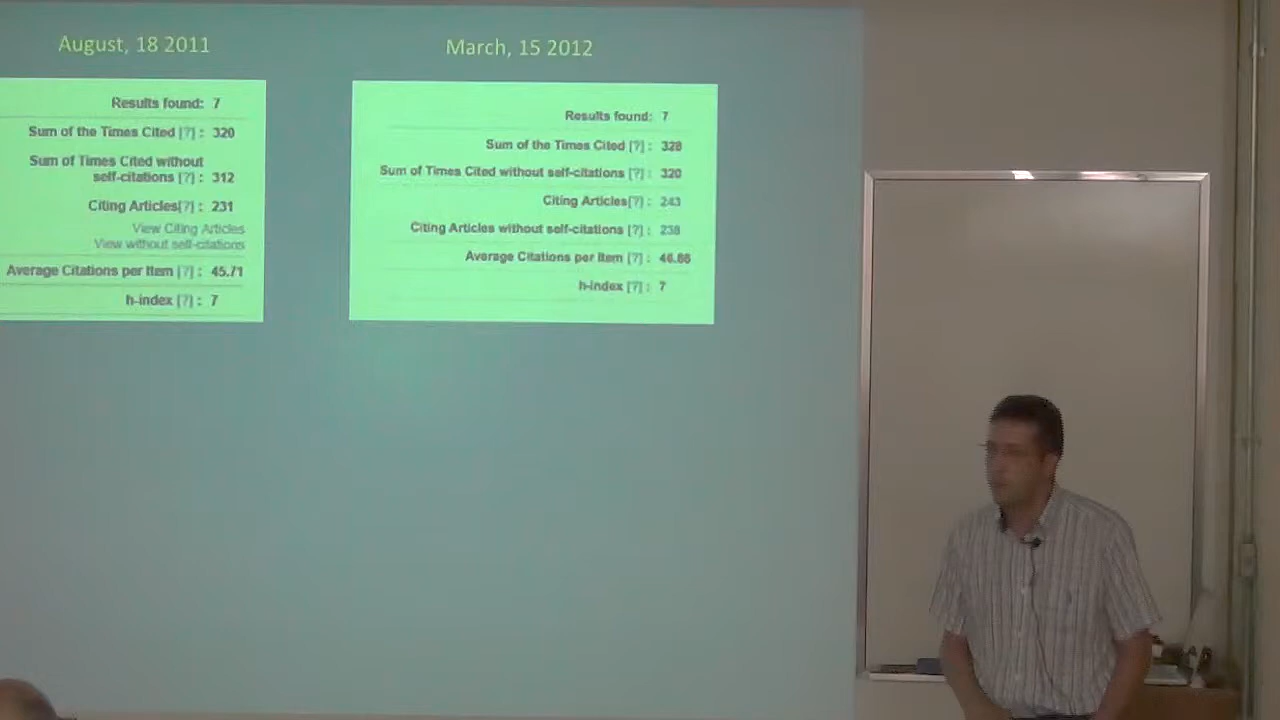 August, 18 2011
Results found: 7
Sum of the Times Cited [?] : 320
Sum of Times Cited without
self-citations [?] : 312
Citing Articles[?] : 231
View Citing Articles
View without self-citations
Average Citations per Item [?] : 45.71
h-index [?] : 7
March, 15 2012
Results found: 7
Sum of the Times Cited [?] : 328
Sum of Times Cited without self-citations [?] : 320
Citing Articles[?] : 243
Citing Articles without self-citations [?] : 238
Average Citations per Item [?] : 46.86
h-index [?] : 7